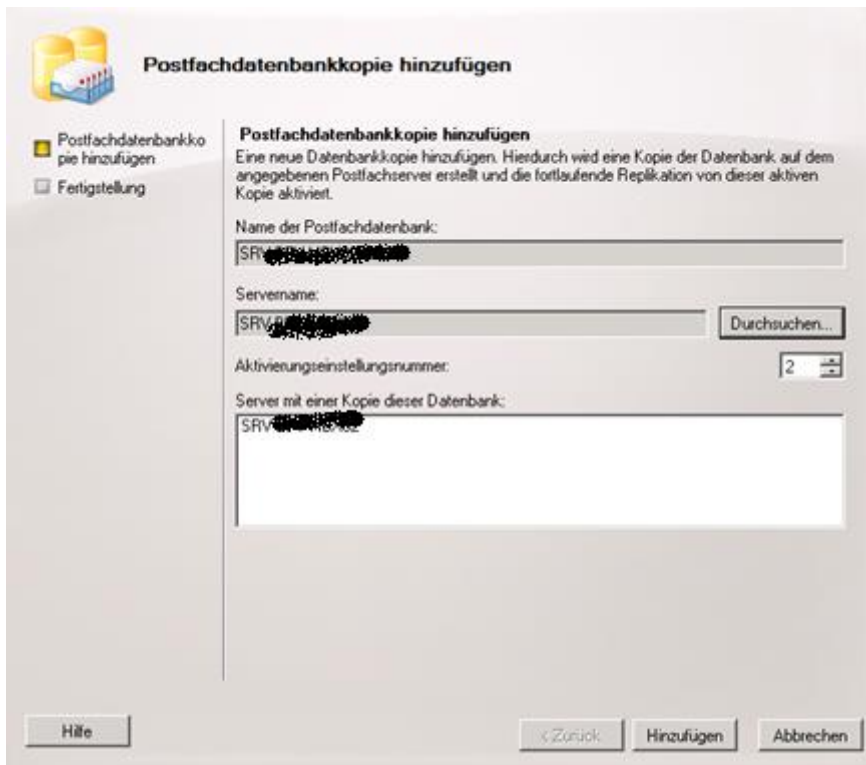 Postfachdatenbankkopie hinzufügen
Postfachdatenbankko
pie hinzufügen
Fertigstellung
Postfachdatenbankkopie hinzufügen
Eine neue Datenbankkopie hinzufügen. Hierdurch wird eine Kopie der Datenbank auf dem
angegebenen Postfachserver erstellt und die fortlaufende Replikation von dieser aktiven
Kopie aktiviert.
Name der Postfachdatenbank:
Servername:
Durchsuchen...
Aktivierungseinstellungsnummer:
2
Server mit einer Kopie dieser Datenbank:
SRV
Hilfe
< Zurück
Hinzufügen
Abbrechen